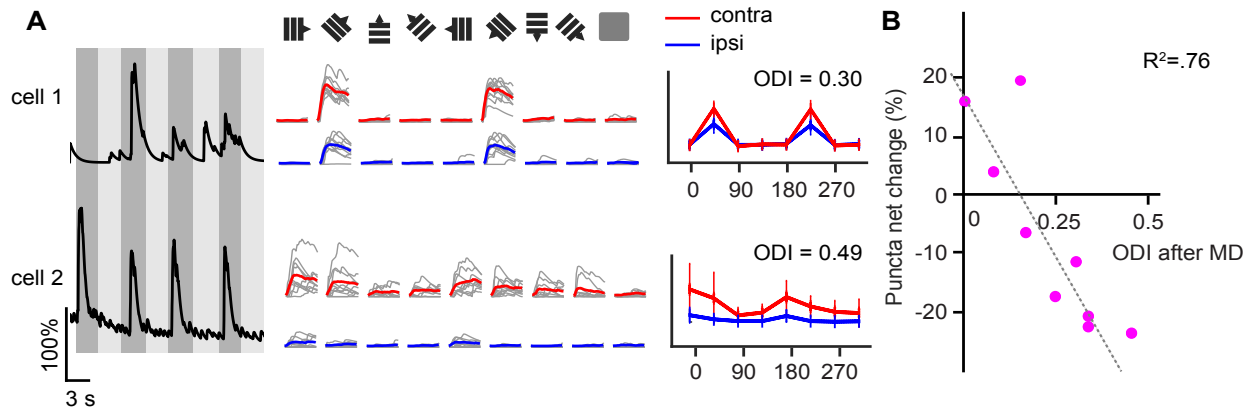 A
cell 1
cell 2
100%
3 s
contra
ipsi
ODI = 0.30
0 90 180 270
ODI = 0.49
0 90 180 270
B
R²=.76
Puncta net change (%)
20
10
0
-10
-20
0 0.25 0.5
ODI after MD